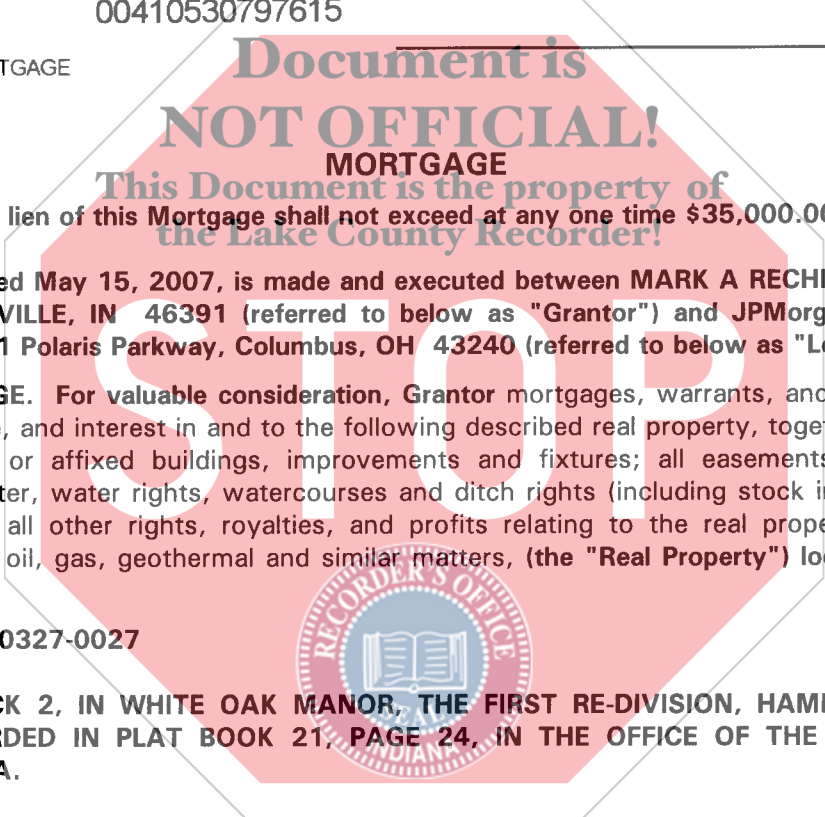 00410530797615
TGAGE
Document is
NOT OFFICIAL!
MORTGAGE
This Document is the property of
lien of this Mortgage shall not exceed at any one time $35,000.00
the Lake County Recorder!
ed May 15, 2007, is made and executed between MARK A RECH
VILLE, IN 46391 (referred to below as "Grantor") and JPMorg
1 Polaris Parkway, Columbus, OH 43240 (referred to below as "L
GE. For valuable consideration, Grantor mortgages, warrants, and
, and interest in and to the following described real property, toge
or affixed buildings, improvements and fixtures; all easements
ter, water rights, watercourses and ditch rights (including stock i
all other rights, royalties, and profits relating to the real prope
oil, gas, geothermal and similar matters, (the "Real Property") lo
STOP
RECORDER'S OFFICE
SEAL
INDIANA
0327-0027
CK 2, IN WHITE OAK MANOR, THE FIRST RE-DIVISION, HAM
RDED IN PLAT BOOK 21, PAGE 24, IN THE OFFICE OF THE
A.